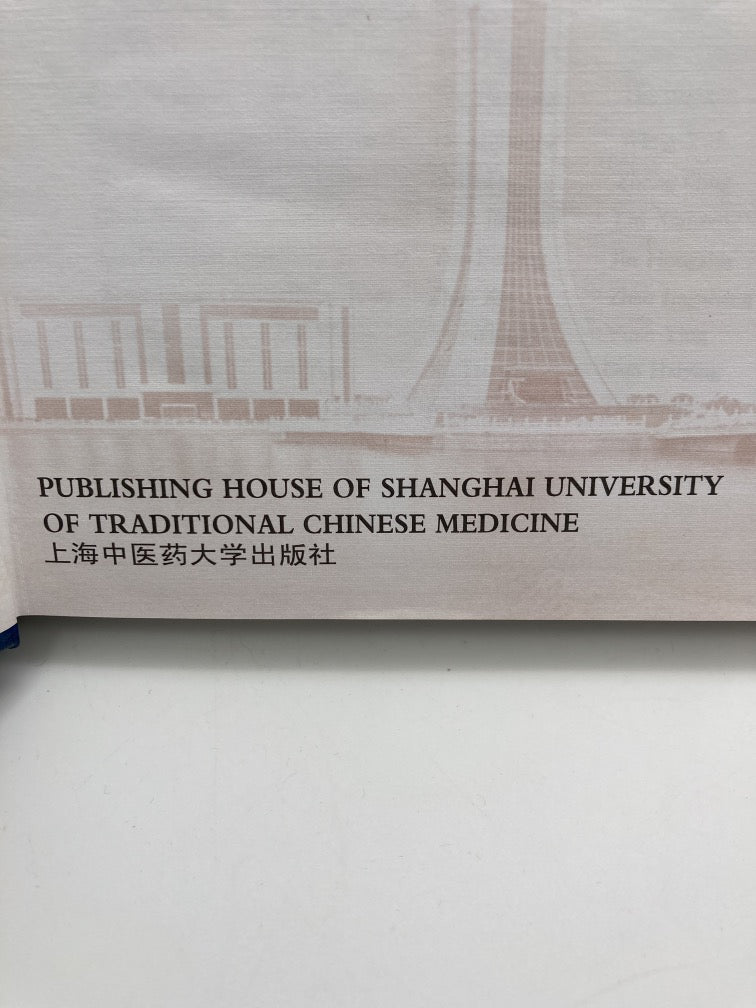 PUBLISHING HOUSE OF SHANGHAI UNIVERSITY
OF TRADITIONAL CHINESE MEDICINE
上海中医药大学出版社